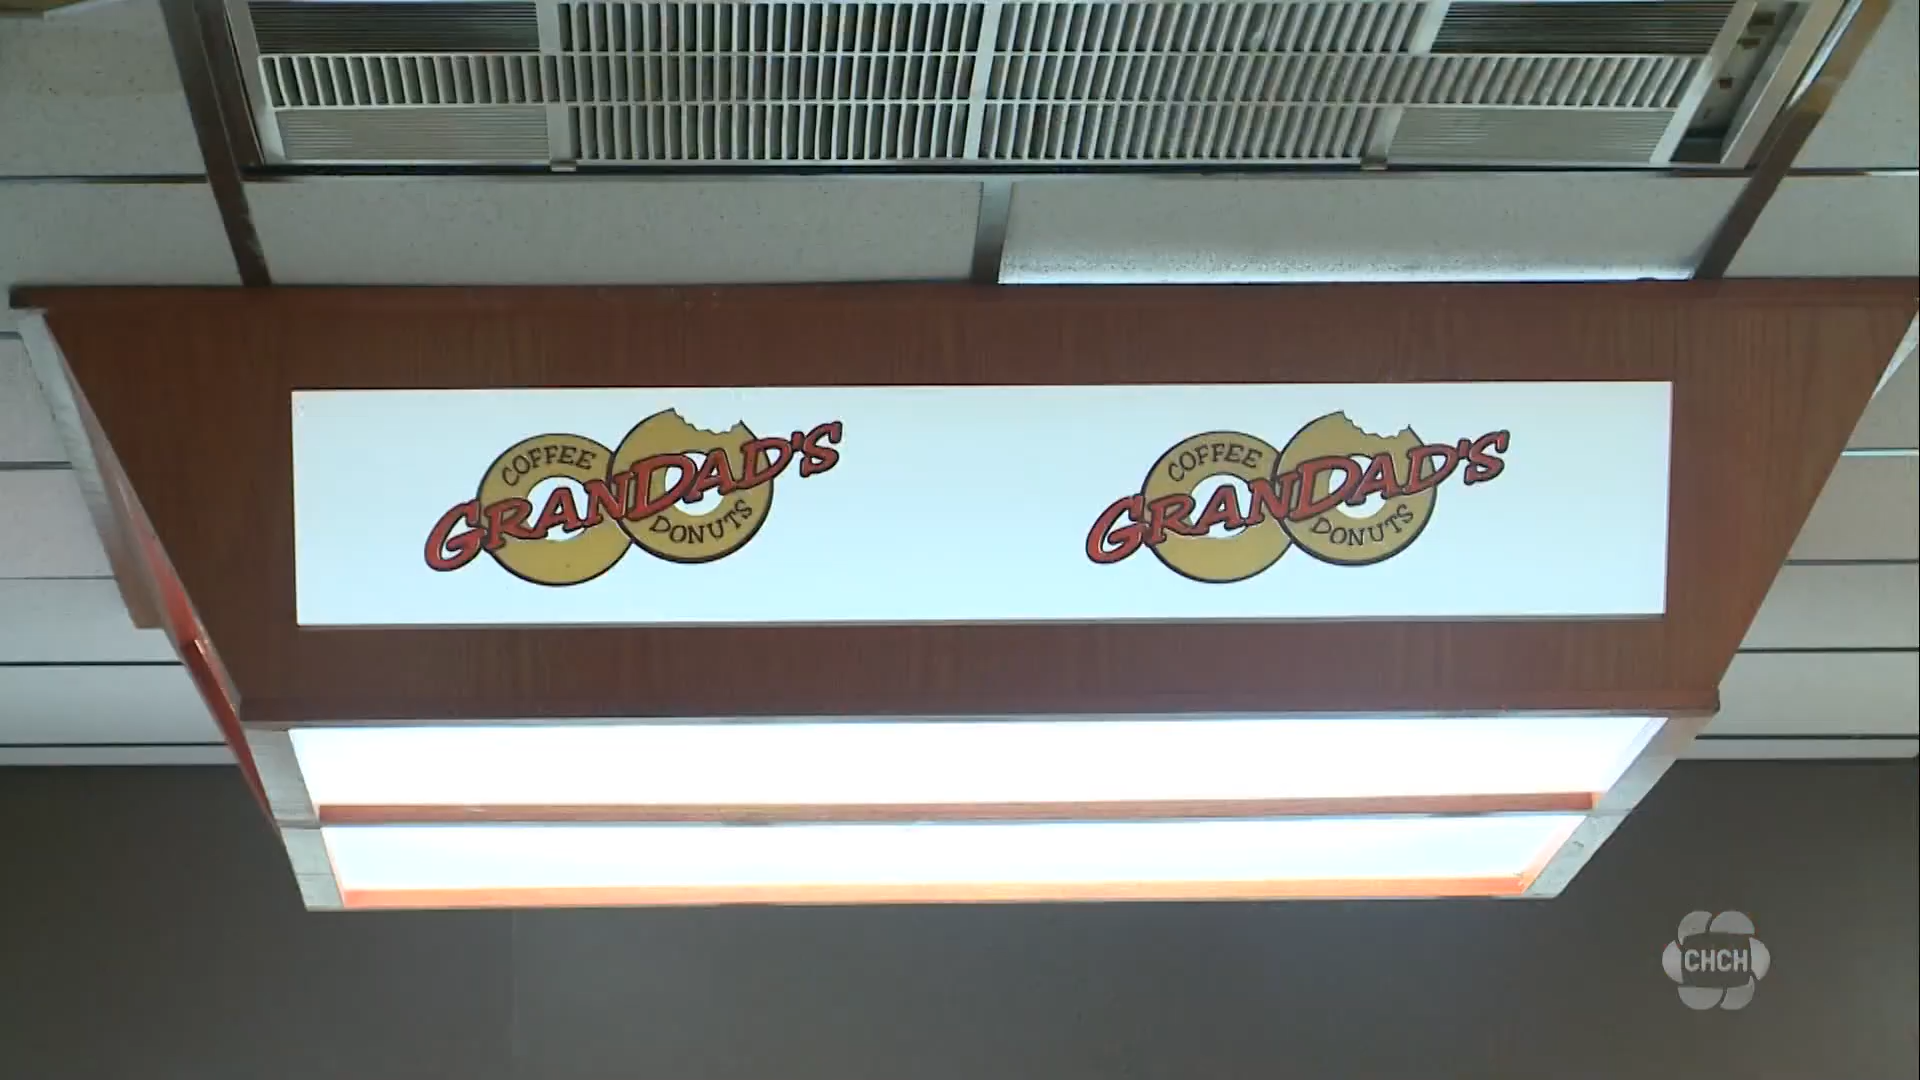 COFFEE
GRANDAD'S
DONUTS
COFFEE
GRANDAD'S
DONUTS
CHCH